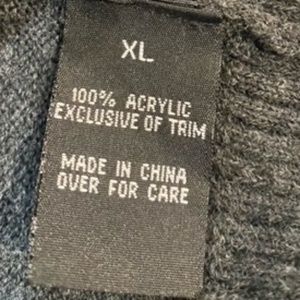 XL
100% ACRYLIC
EXCLUSIVE OF TRIM
MADE IN CHINA
OVER FOR CARE